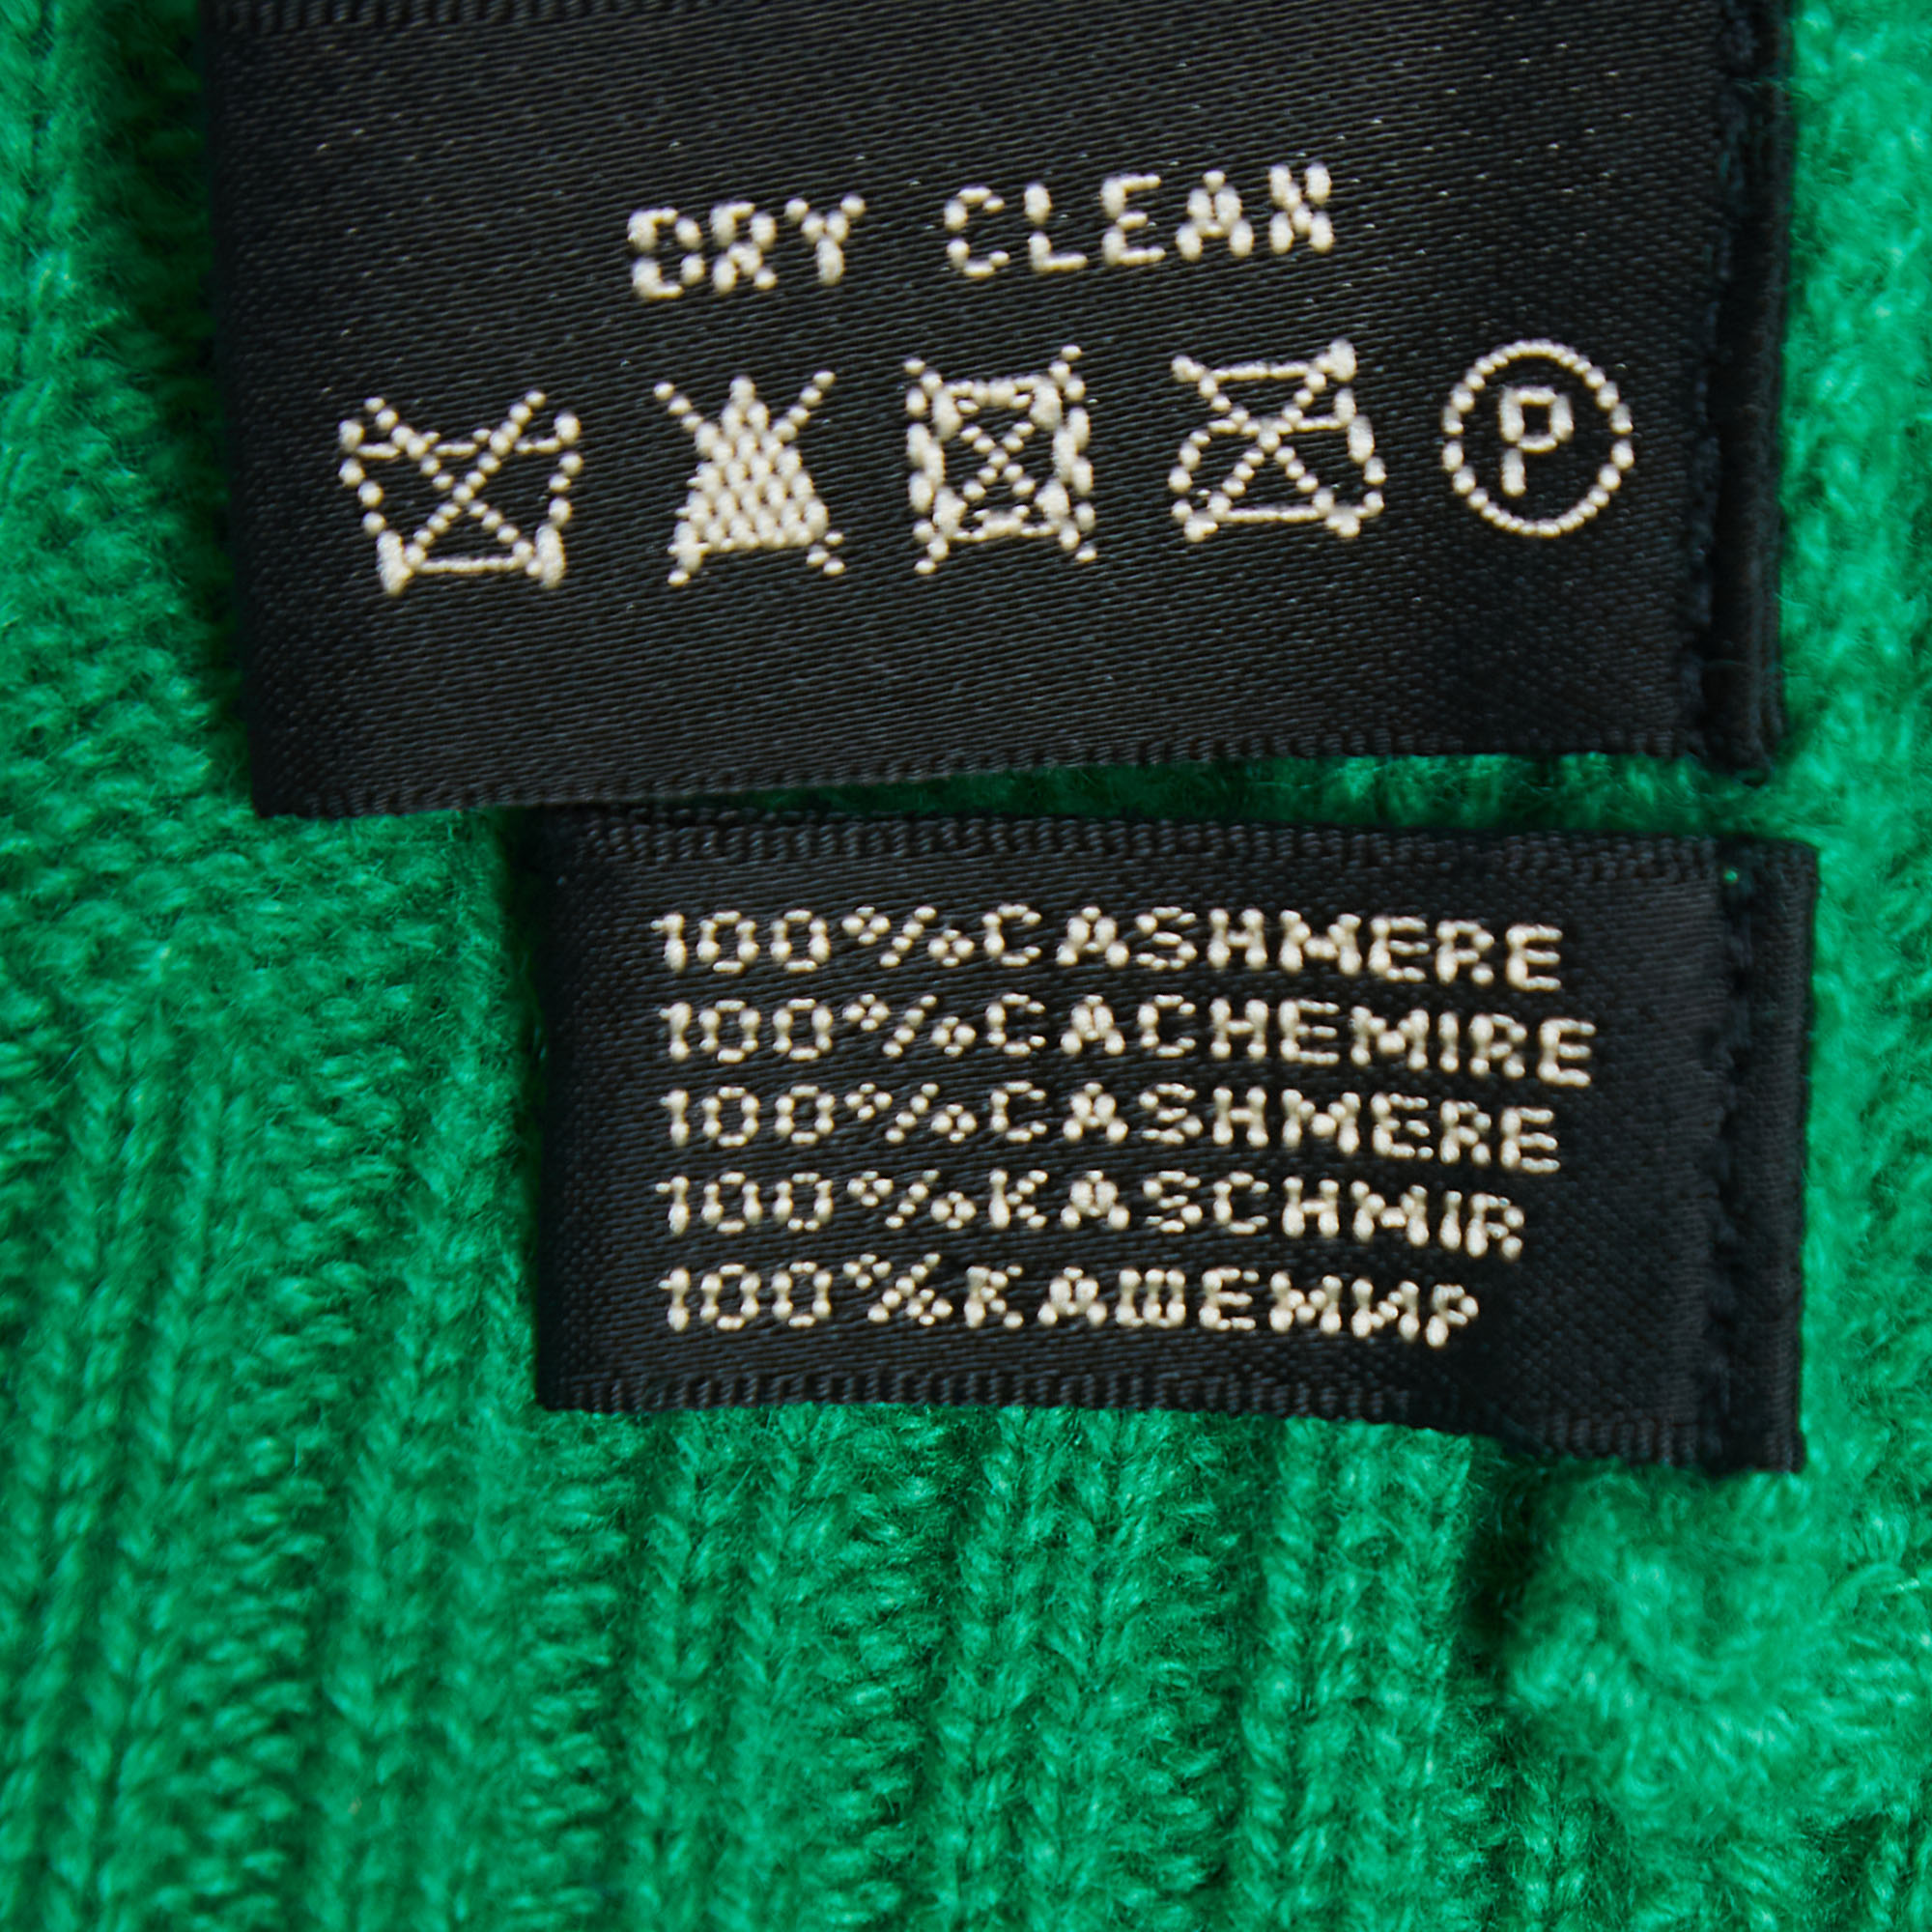 DRY CLEAN
P
100%CASHMERE
100%CACHEMIRE
100%CASHMERE
100%KASCHMIR
100%КАШЕМИР